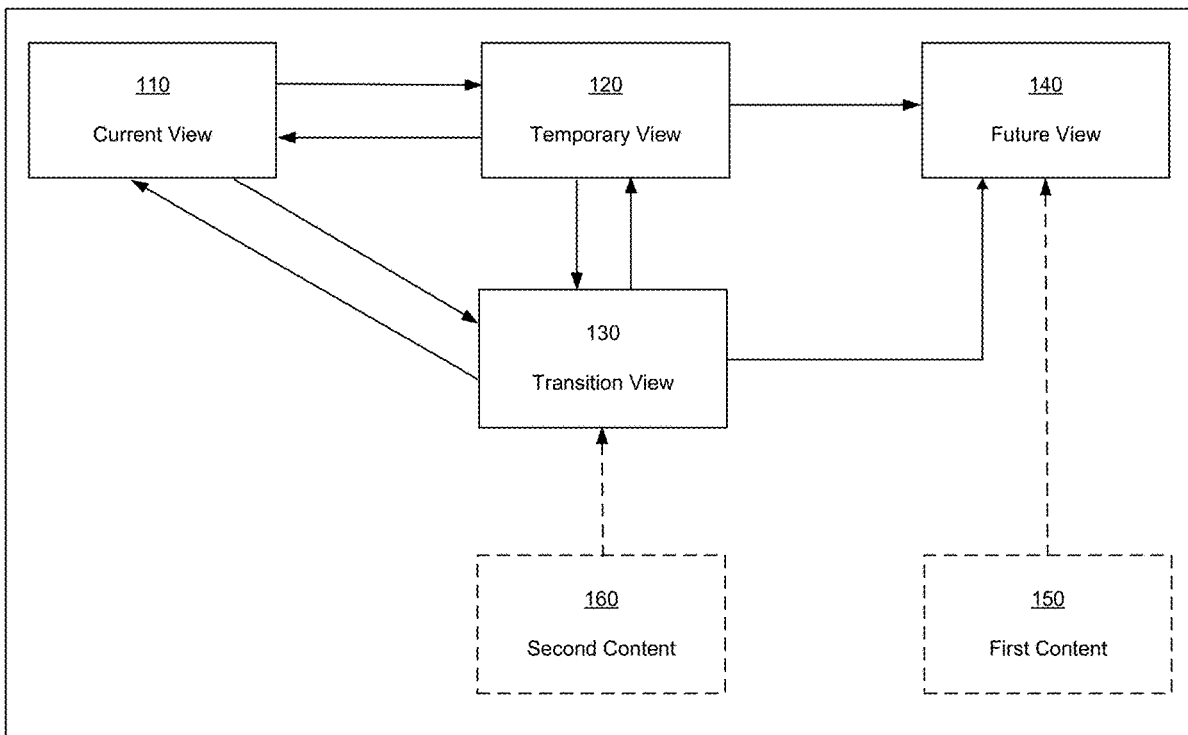 110
Current View
120
Temporary View
140
Future View
130
Transition View
160
Second Content
150
First Content